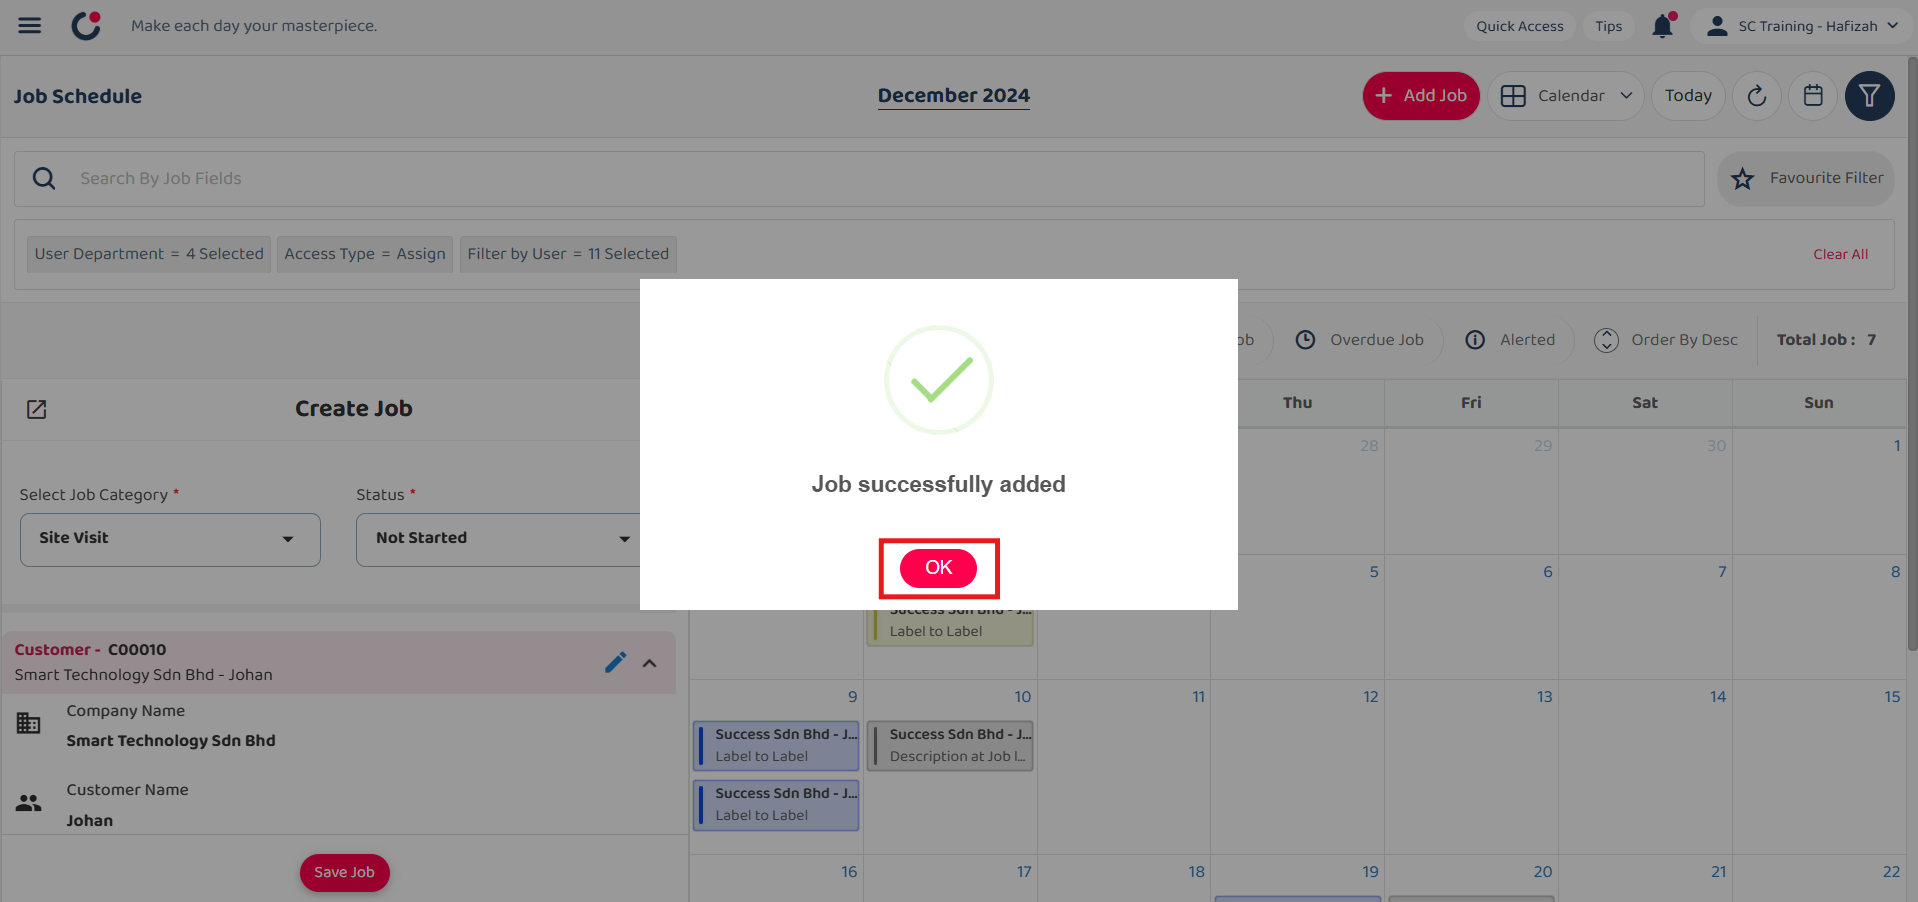 Make each day your masterpiece.
Quick Access
Tips
SC Training - Hafizah
Job Schedule
December 2024
Add Job
Calendar
Today
Search By Job Fields
Favourite Filter
User Department = 4 Selected
Access Type = Assign
Filter by User = 11 Selected
Clear All
ob
Overdue Job
Alerted
Order By Desc
Total Job : 7
Create Job
Thu
Fri
Sat
Sun
28
29
30
1
Job successfully added
Select Job Category *
Status *
Site Visit
Not Started
OK
5
6
7
8
Success Sdn Bhd - J...
Label to Label
Customer - C00010
Smart Technology Sdn Bhd - Johan
Company Name
Smart Technology Sdn Bhd
Customer Name
Johan
Save Job
9
10
11
12
13
14
15
Success Sdn Bhd - J...
Label to Label
Success Sdn Bhd - J...
Description at Job l...
Success Sdn Bhd - J...
Label to Label
16
17
18
19
20
21
22